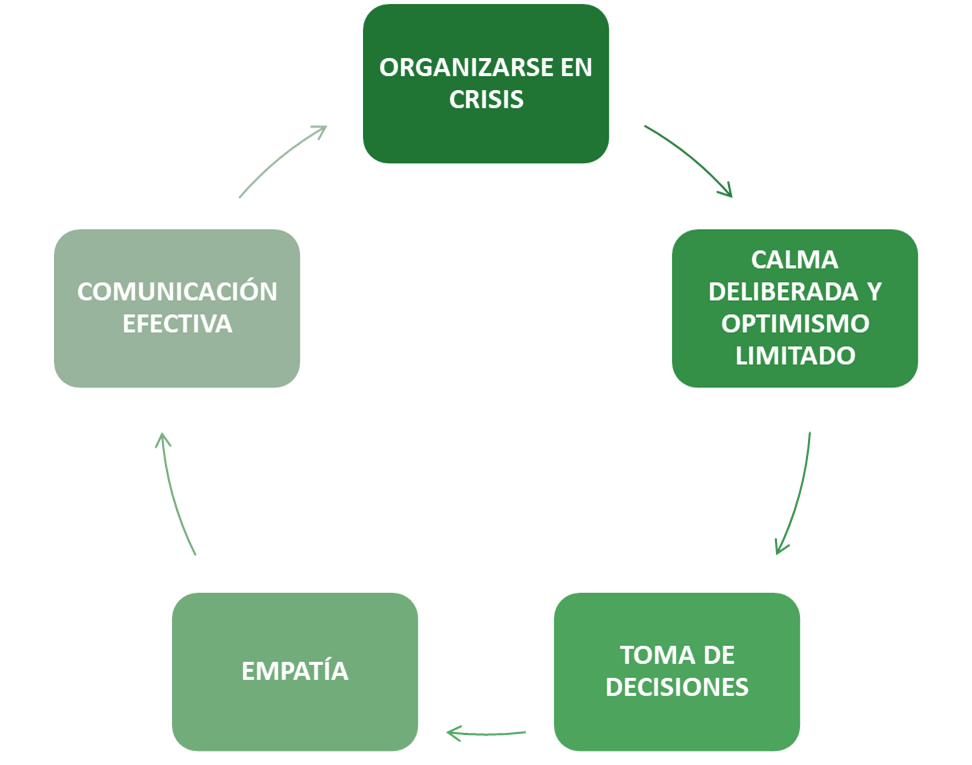 ORGANIZARSE EN
CRISIS
CALMA
DELIBERADA Y
OPTIMISMO
LIMITADO
TOMA DE
DECISIONES
EMPATÍA
COMUNICACIÓN
EFECTIVA